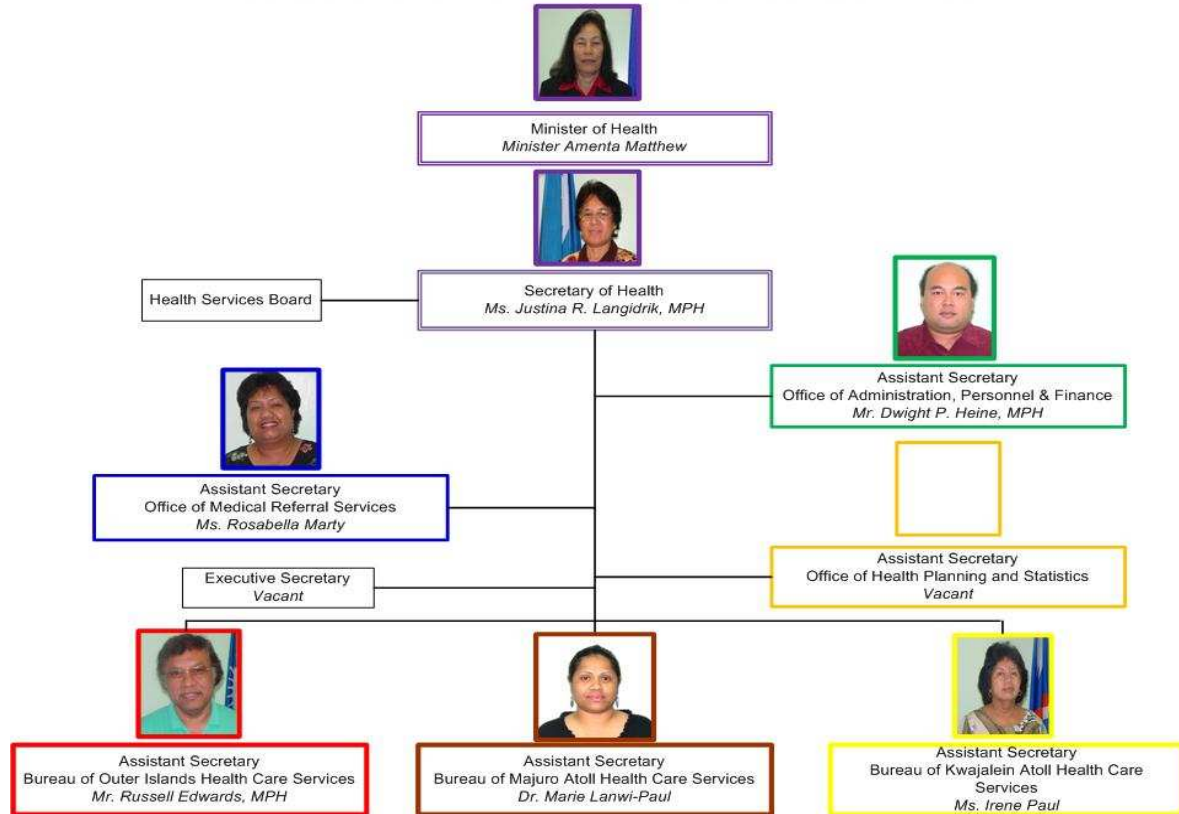 Minister of Health
Minister Amenta Matthew
Secretary of Health
Ms. Justina R. Langidrik, MPH
Health Services Board
Assistant Secretary
Office of Administration, Personnel & Finance
Mr. Dwight P. Heine, MPH
Assistant Secretary
Office of Medical Referral Services
Ms. Rosabella Marty
Assistant Secretary
Office of Health Planning and Statistics
Vacant
Executive Secretary
Vacant
Assistant Secretary
Bureau of Outer Islands Health Care Services
Mr. Russell Edwards, MPH
Assistant Secretary
Bureau of Majuro Atoll Health Care Services
Dr. Marie Lanwi-Paul
Assistant Secretary
Bureau of Kwajalein Atoll Health Care
Services
Ms. Irene Paul